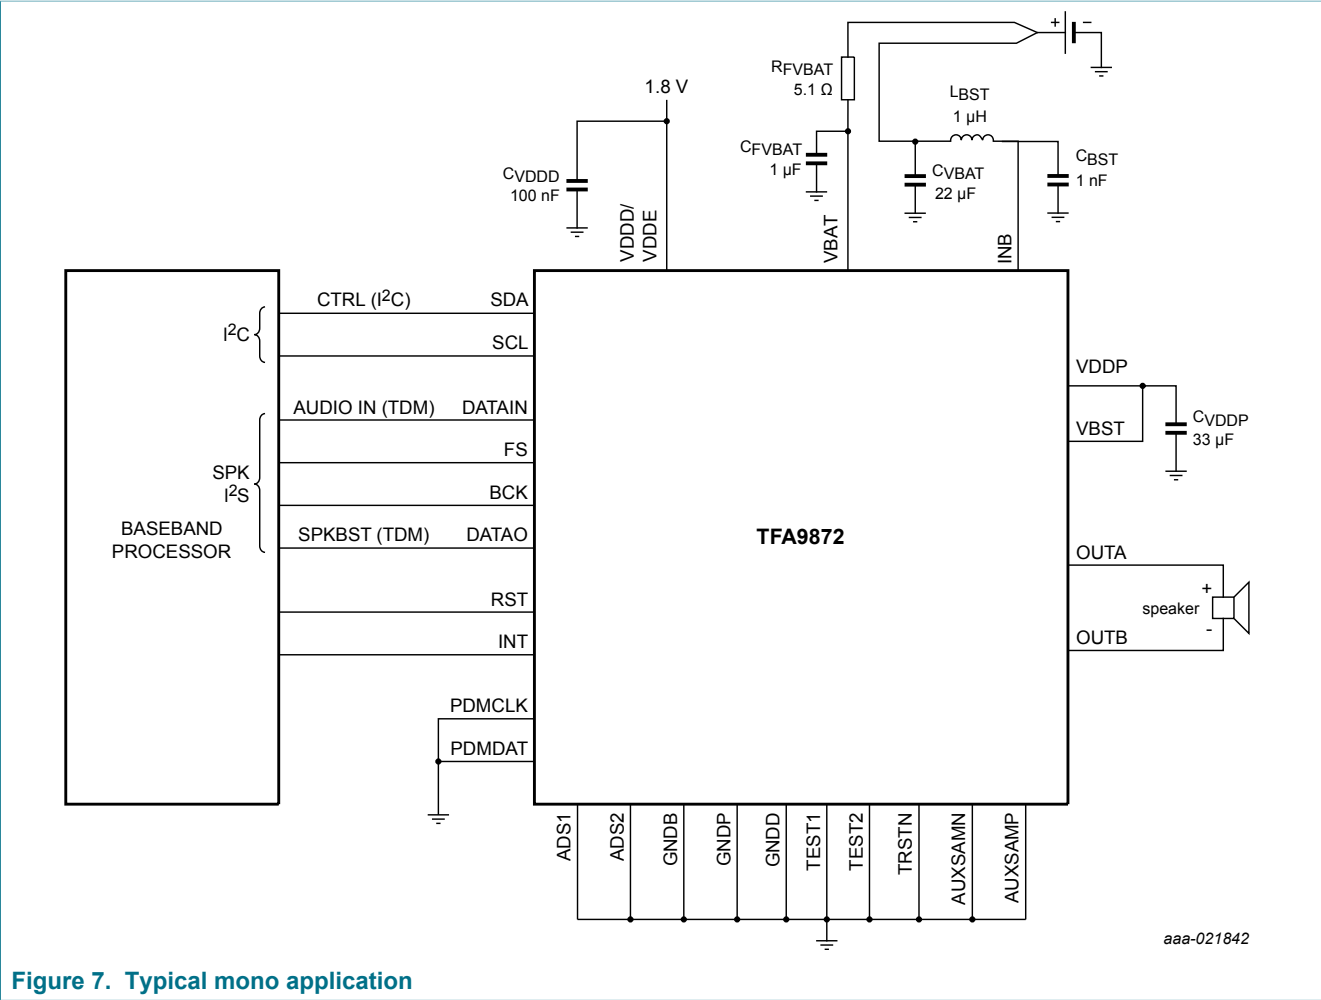 + −
RFVBAT
5.1 Ω
1.8 V
LBST
1 µH
CFVBAT
1 µF
CBST
1 nF
CVDDD
100 nF
CVBAT
22 µF
VDDD/
VDDE
VBAT
INB
CTRL (I2C)
SDA
I2C
SCL
VDDP
AUDIO IN (TDM)
DATAIN
CVDDP
33 µF
VBST
FS
SPK
I2S
BCK
BASEBAND
PROCESSOR
SPKBST (TDM)
DATAO
TFA9872
OUTA
+
speaker
-
OUTB
RST
INT
PDMCLK
PDMDAT
ADS1
ADS2
GNDB
GNDP
GNDD
TEST1
TEST2
TRSTN
AUXSAMN
AUXSAMP
aaa-021842
Figure 7. Typical mono application